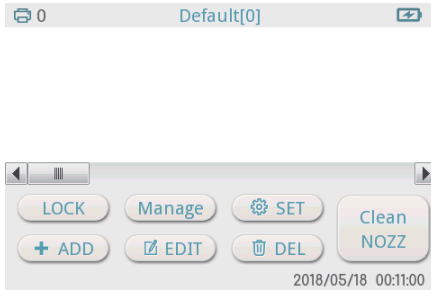 0 Default[0]
LOCK Manage SET Clean NOZZ
ADD EDIT DEL
2018/05/18 00:11:00